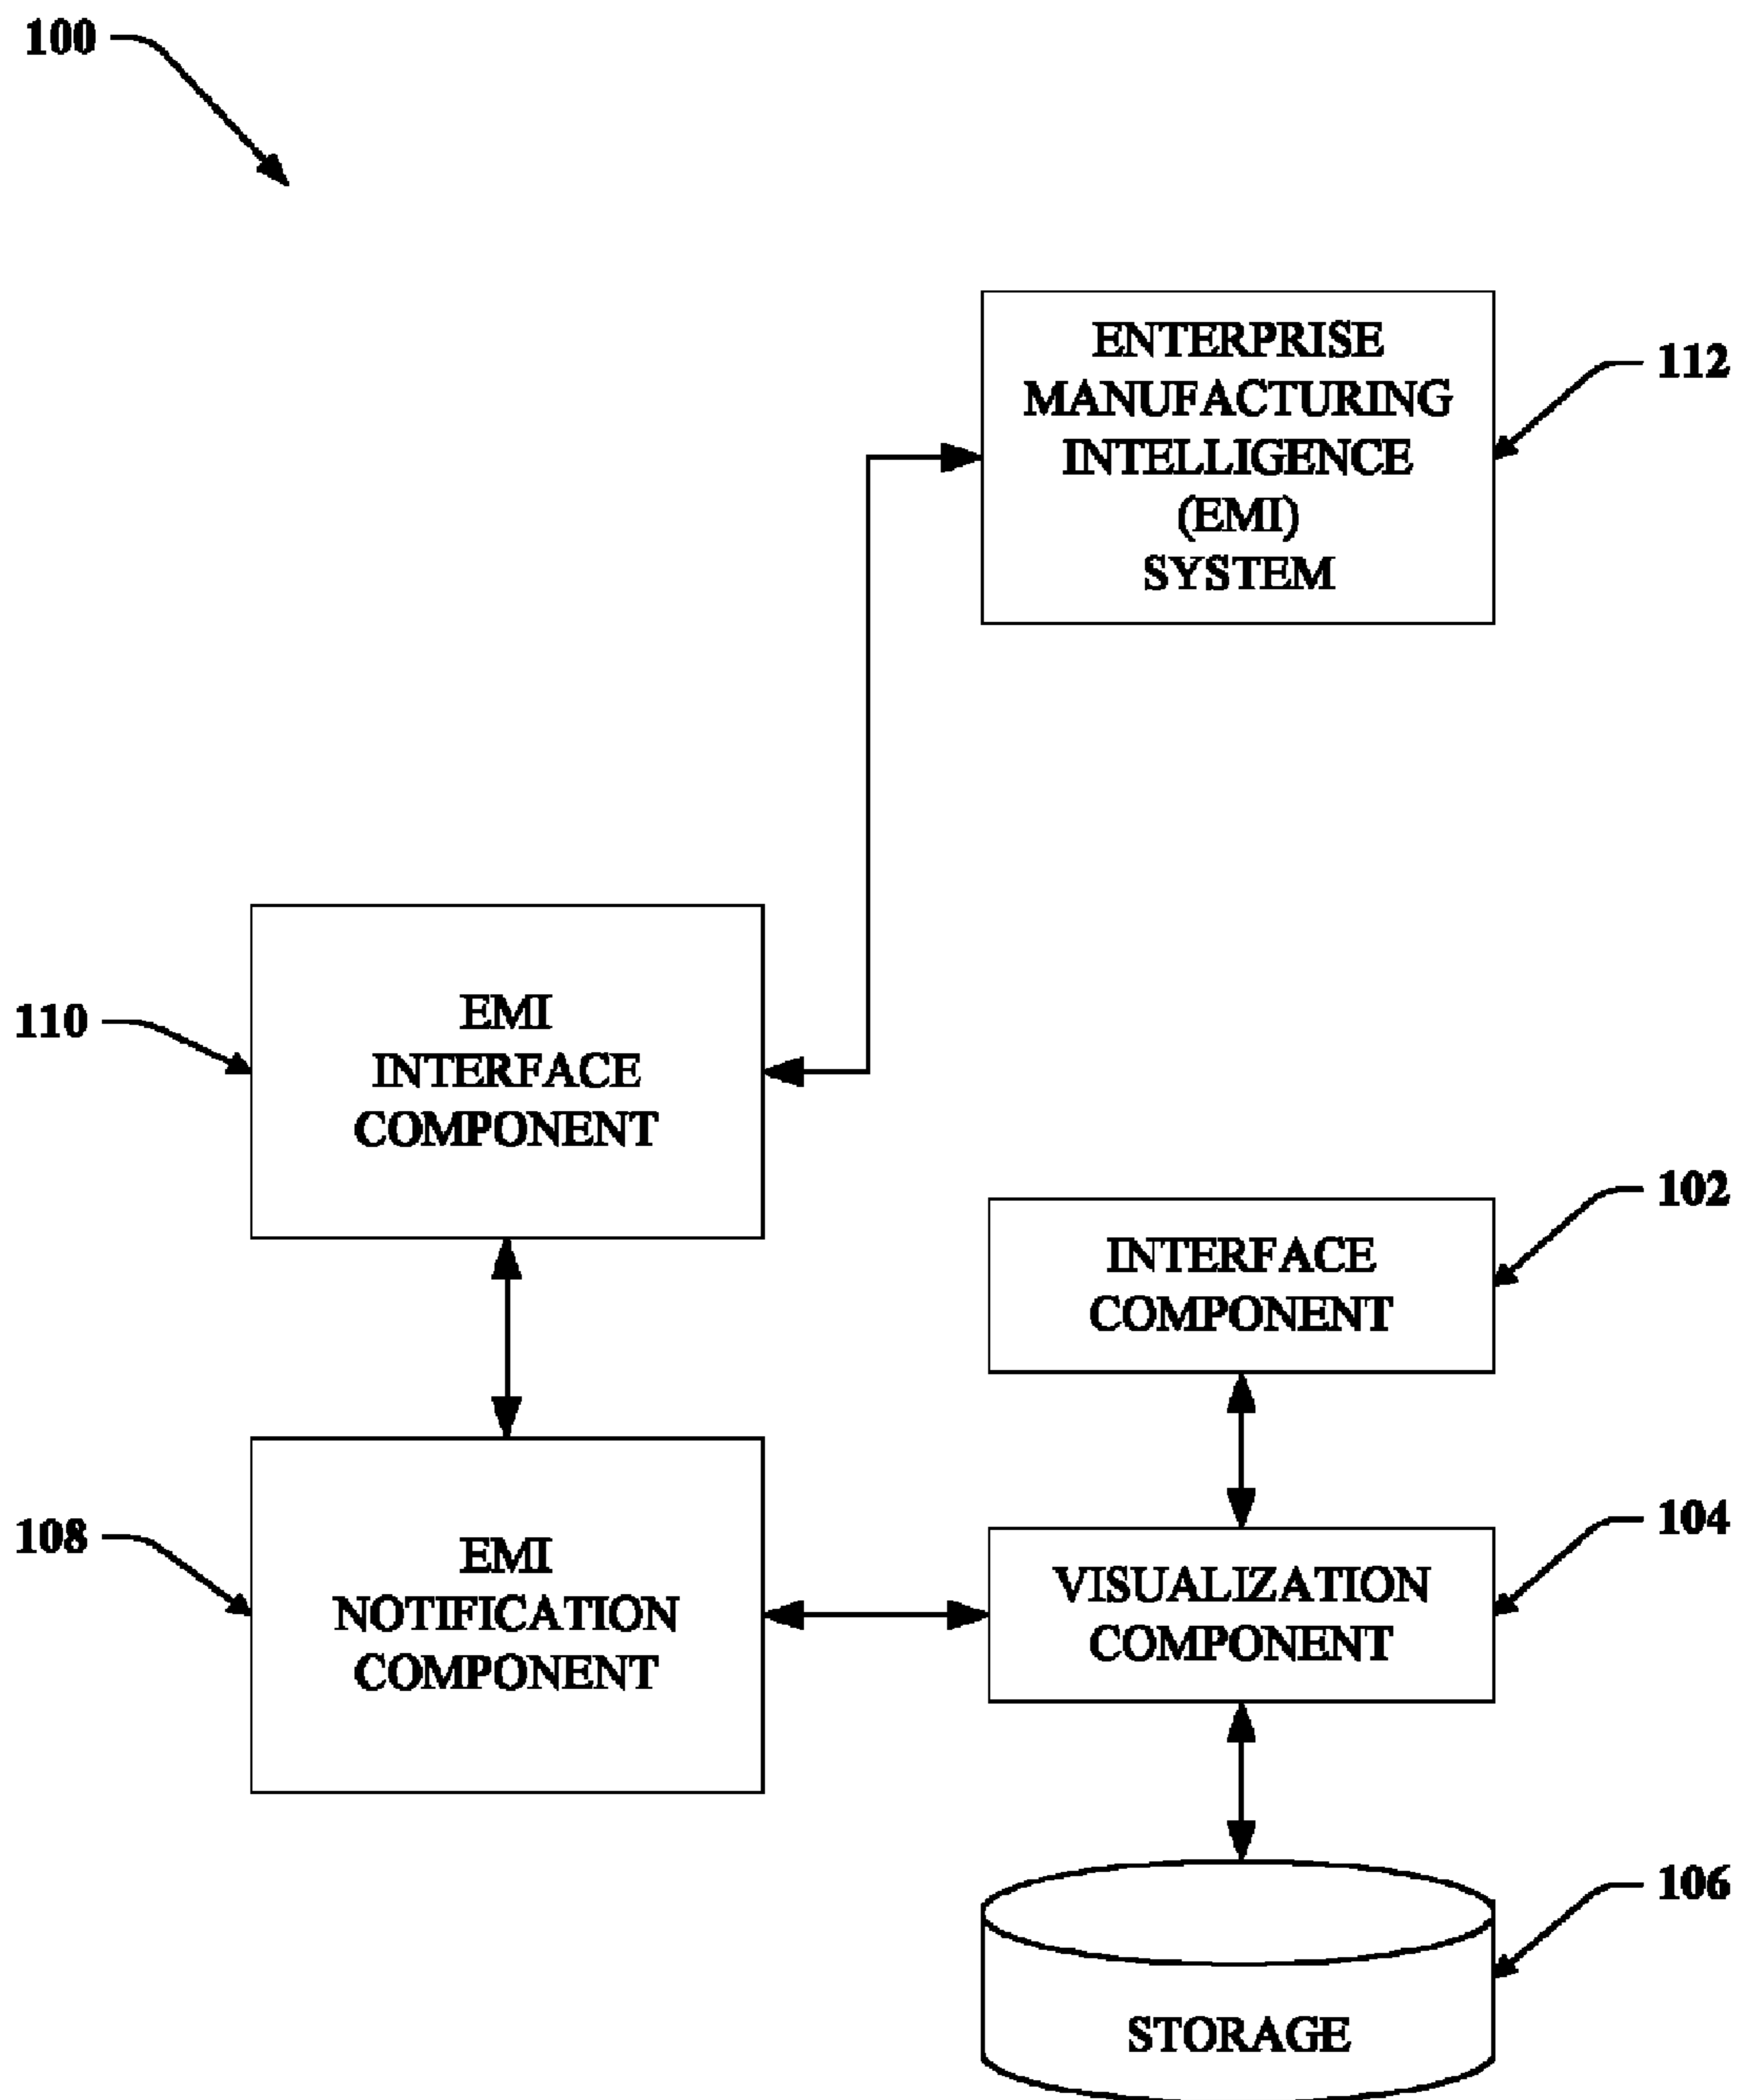 100
ENTERPRISE
MANUFACTURING
INTELLIGENCE
(EMI)
SYSTEM
112
110
EMI
INTERFACE
COMPONENT
102
INTERFACE
COMPONENT
108
EMI
NOTIFICATION
COMPONENT
104
VISUALIZATION
COMPONENT
106
STORAGE